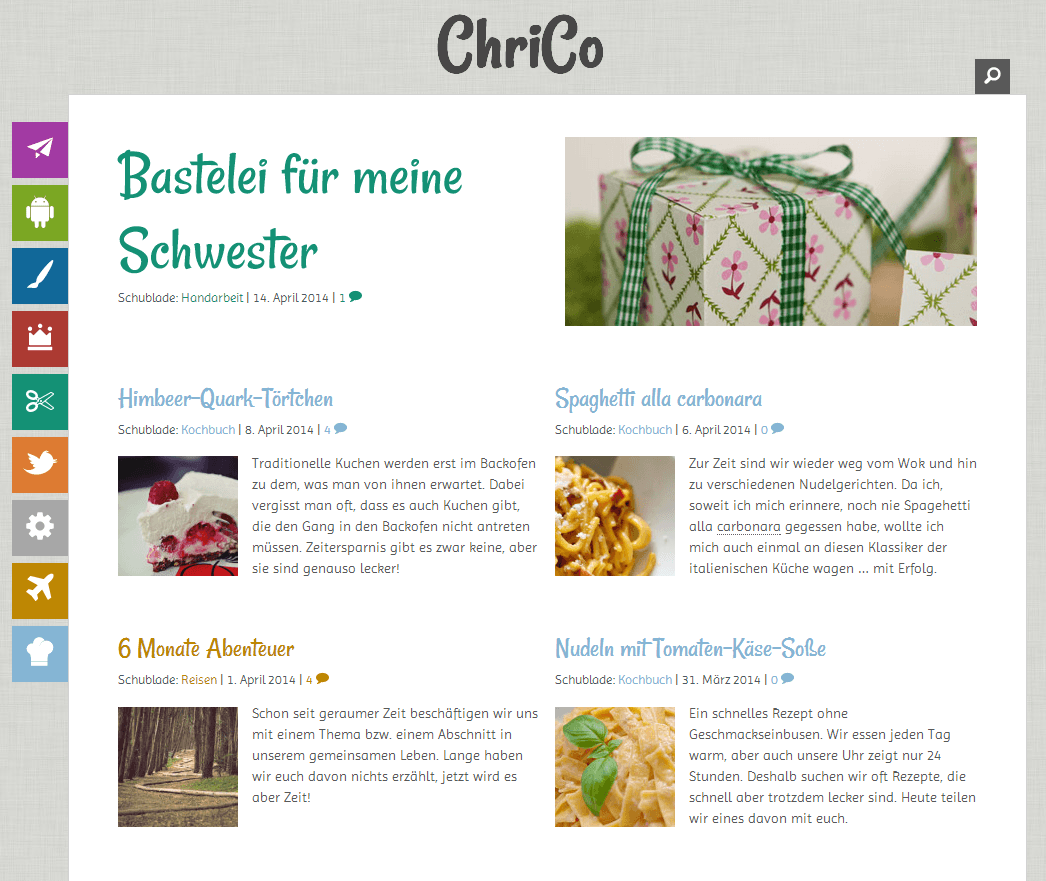 ChriCo
Bastelei für meine
Schwester
Schublade: Handarbeit | 14. April 2014 | 1
Himbeer-Quark-Törtchen
Schublade: Kochbuch | 8. April 2014 | 4
Traditionelle Kuchen werden erst im Backofen
zu dem, was man von ihnen erwartet. Dabei
vergisst man oft, dass es auch Kuchen gibt,
die den Gang in den Backofen nicht antreten
müssen. Zeitersparnis gibt es zwar keine, aber
sie sind genauso lecker!
Spaghetti alla carbonara
Schublade: Kochbuch | 6. April 2014 | 0
Zur Zeit sind wir wieder weg vom Wok und hin
zu verschiedenen Nudelgerichten. Da ich,
soweit ich mich erinnere, noch nie Spagehetti
alla carbonara gegessen habe, wollte ich
mich auch einmal an diesen Klassiker der
italienischen Küche wagen ... mit Erfolg.
6 Monate Abenteuer
Schublade: Reisen | 1. April 2014 | 4
Schon seit geraumer Zeit beschäftigen wir uns
mit einem Thema bzw. einem Abschnitt in
unserem gemeinsamen Leben. Lange haben
wir euch davon nichts erzählt, jetzt wird es
aber Zeit!
Nudeln mit Tomaten-Käse-Soße
Schublade: Kochbuch | 31. März 2014 | 0
Ein schnelles Rezept ohne
Geschmackseinbusen. Wir essen jeden Tag
warm, aber auch unsere Uhr zeigt nur 24
Stunden. Deshalb suchen wir oft Rezepte, die
schnell aber trotzdem lecker sind. Heute teilen
wir eines davon mit euch.